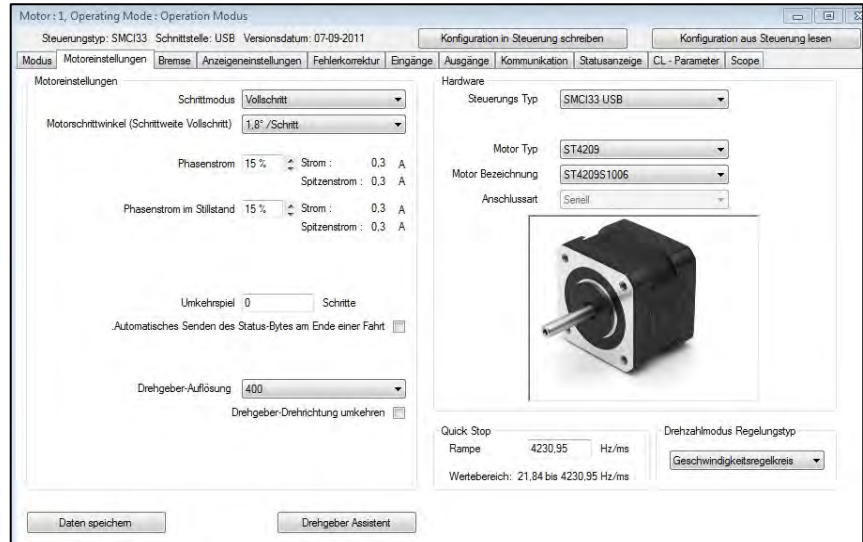 Motor : 1, Operating Mode : Operation Modus
Steuerungstyp: SMCI33 Schnittstelle: USB Versionsdatum: 07-09-2011
Konfiguration in Steuerung schreiben
Konfiguration aus Steuerung lesen
Modus Motoreinstellungen Bremse Anzeigeneinstellungen Fehlerkorrektur Eingänge Ausgänge Kommunikation Statusanzeige CL - Parameter Scope
Motoreinstellungen
Schrittmodus Vollschritt
Motorschrittwinkel (Schrittweite Vollschritt) 1,8° /Schritt
Phasenstrom 15 % Strom : 0,3 A
Spitzenstrom : 0,3 A
Phasenstrom im Stillstand 15 % Strom : 0,3 A
Spitzenstrom : 0,3 A
Umkehrspiel 0 Schritte
.Automatisches Senden des Status-Bytes am Ende einer Fahrt
Drehgeber-Auflösung 400
Drehgeber-Drehrichtung umkehren
Hardware
Steuerungs Typ SMCI33 USB
Motor Typ ST4209
Motor Bezeichnung ST4209S1006
Anschlussart Seriell
Quick Stop
Rampe 4230,95 Hz/ms
Wertebereich: 21,84 bis 4230,95 Hz/ms
Drehzahlmodus Regelungstyp
Geschwindigkeitsregelkreis
Daten speichern
Drehgeber Assistent